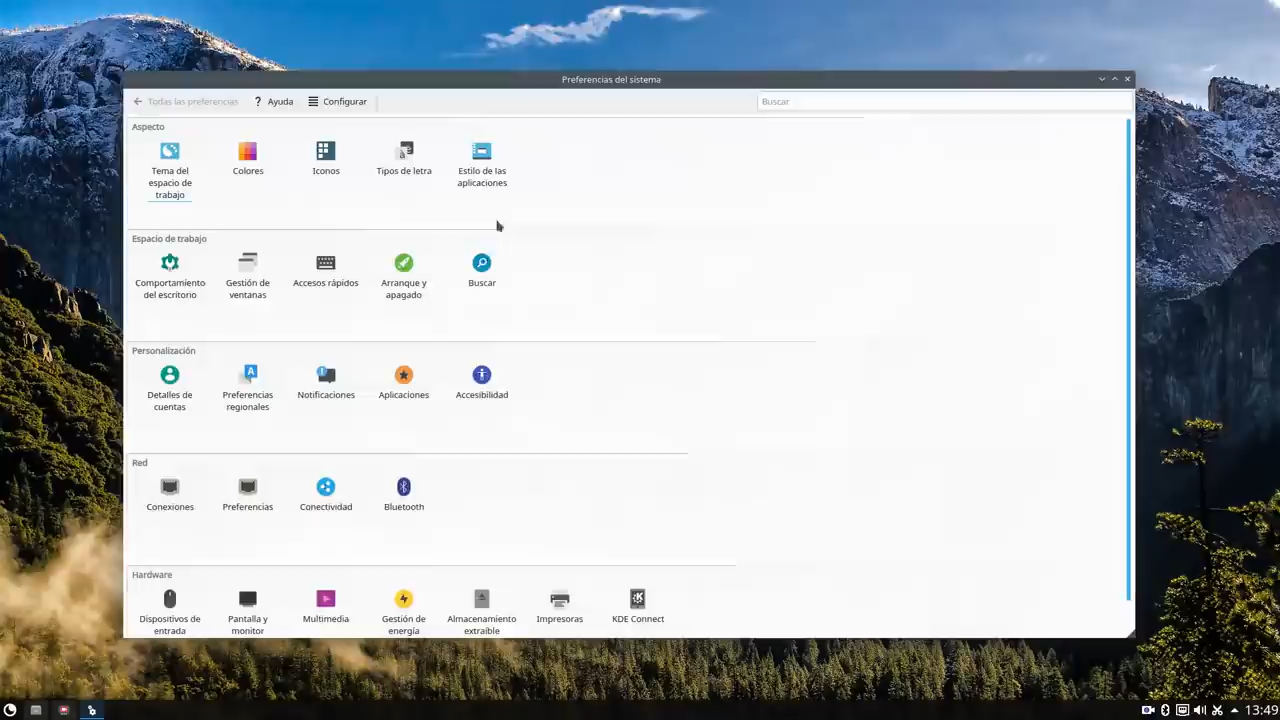 Preferencias del sistema
Todas las preferencias
? Ayuda
Configurar
Buscar
Aspecto
Tema del
espacio de
trabajo
Colores
Iconos
Tipos de letra
Estilo de las
aplicaciones
Espacio de trabajo
Comportamiento
del escritorio
Gestión de
ventanas
Accesos rápidos
Arranque y
apagado
Buscar
Personalización
Detalles de
cuentas
Preferencias
regionales
Notificaciones
Aplicaciones
Accesibilidad
Red
Conexiones
Preferencias
Conectividad
Bluetooth
Hardware
Dispositivos de
entrada
Pantalla y
monitor
Multimedia
Gestión de
energía
Almacenamiento
extraíble
Impresoras
KDE Connect
13:49